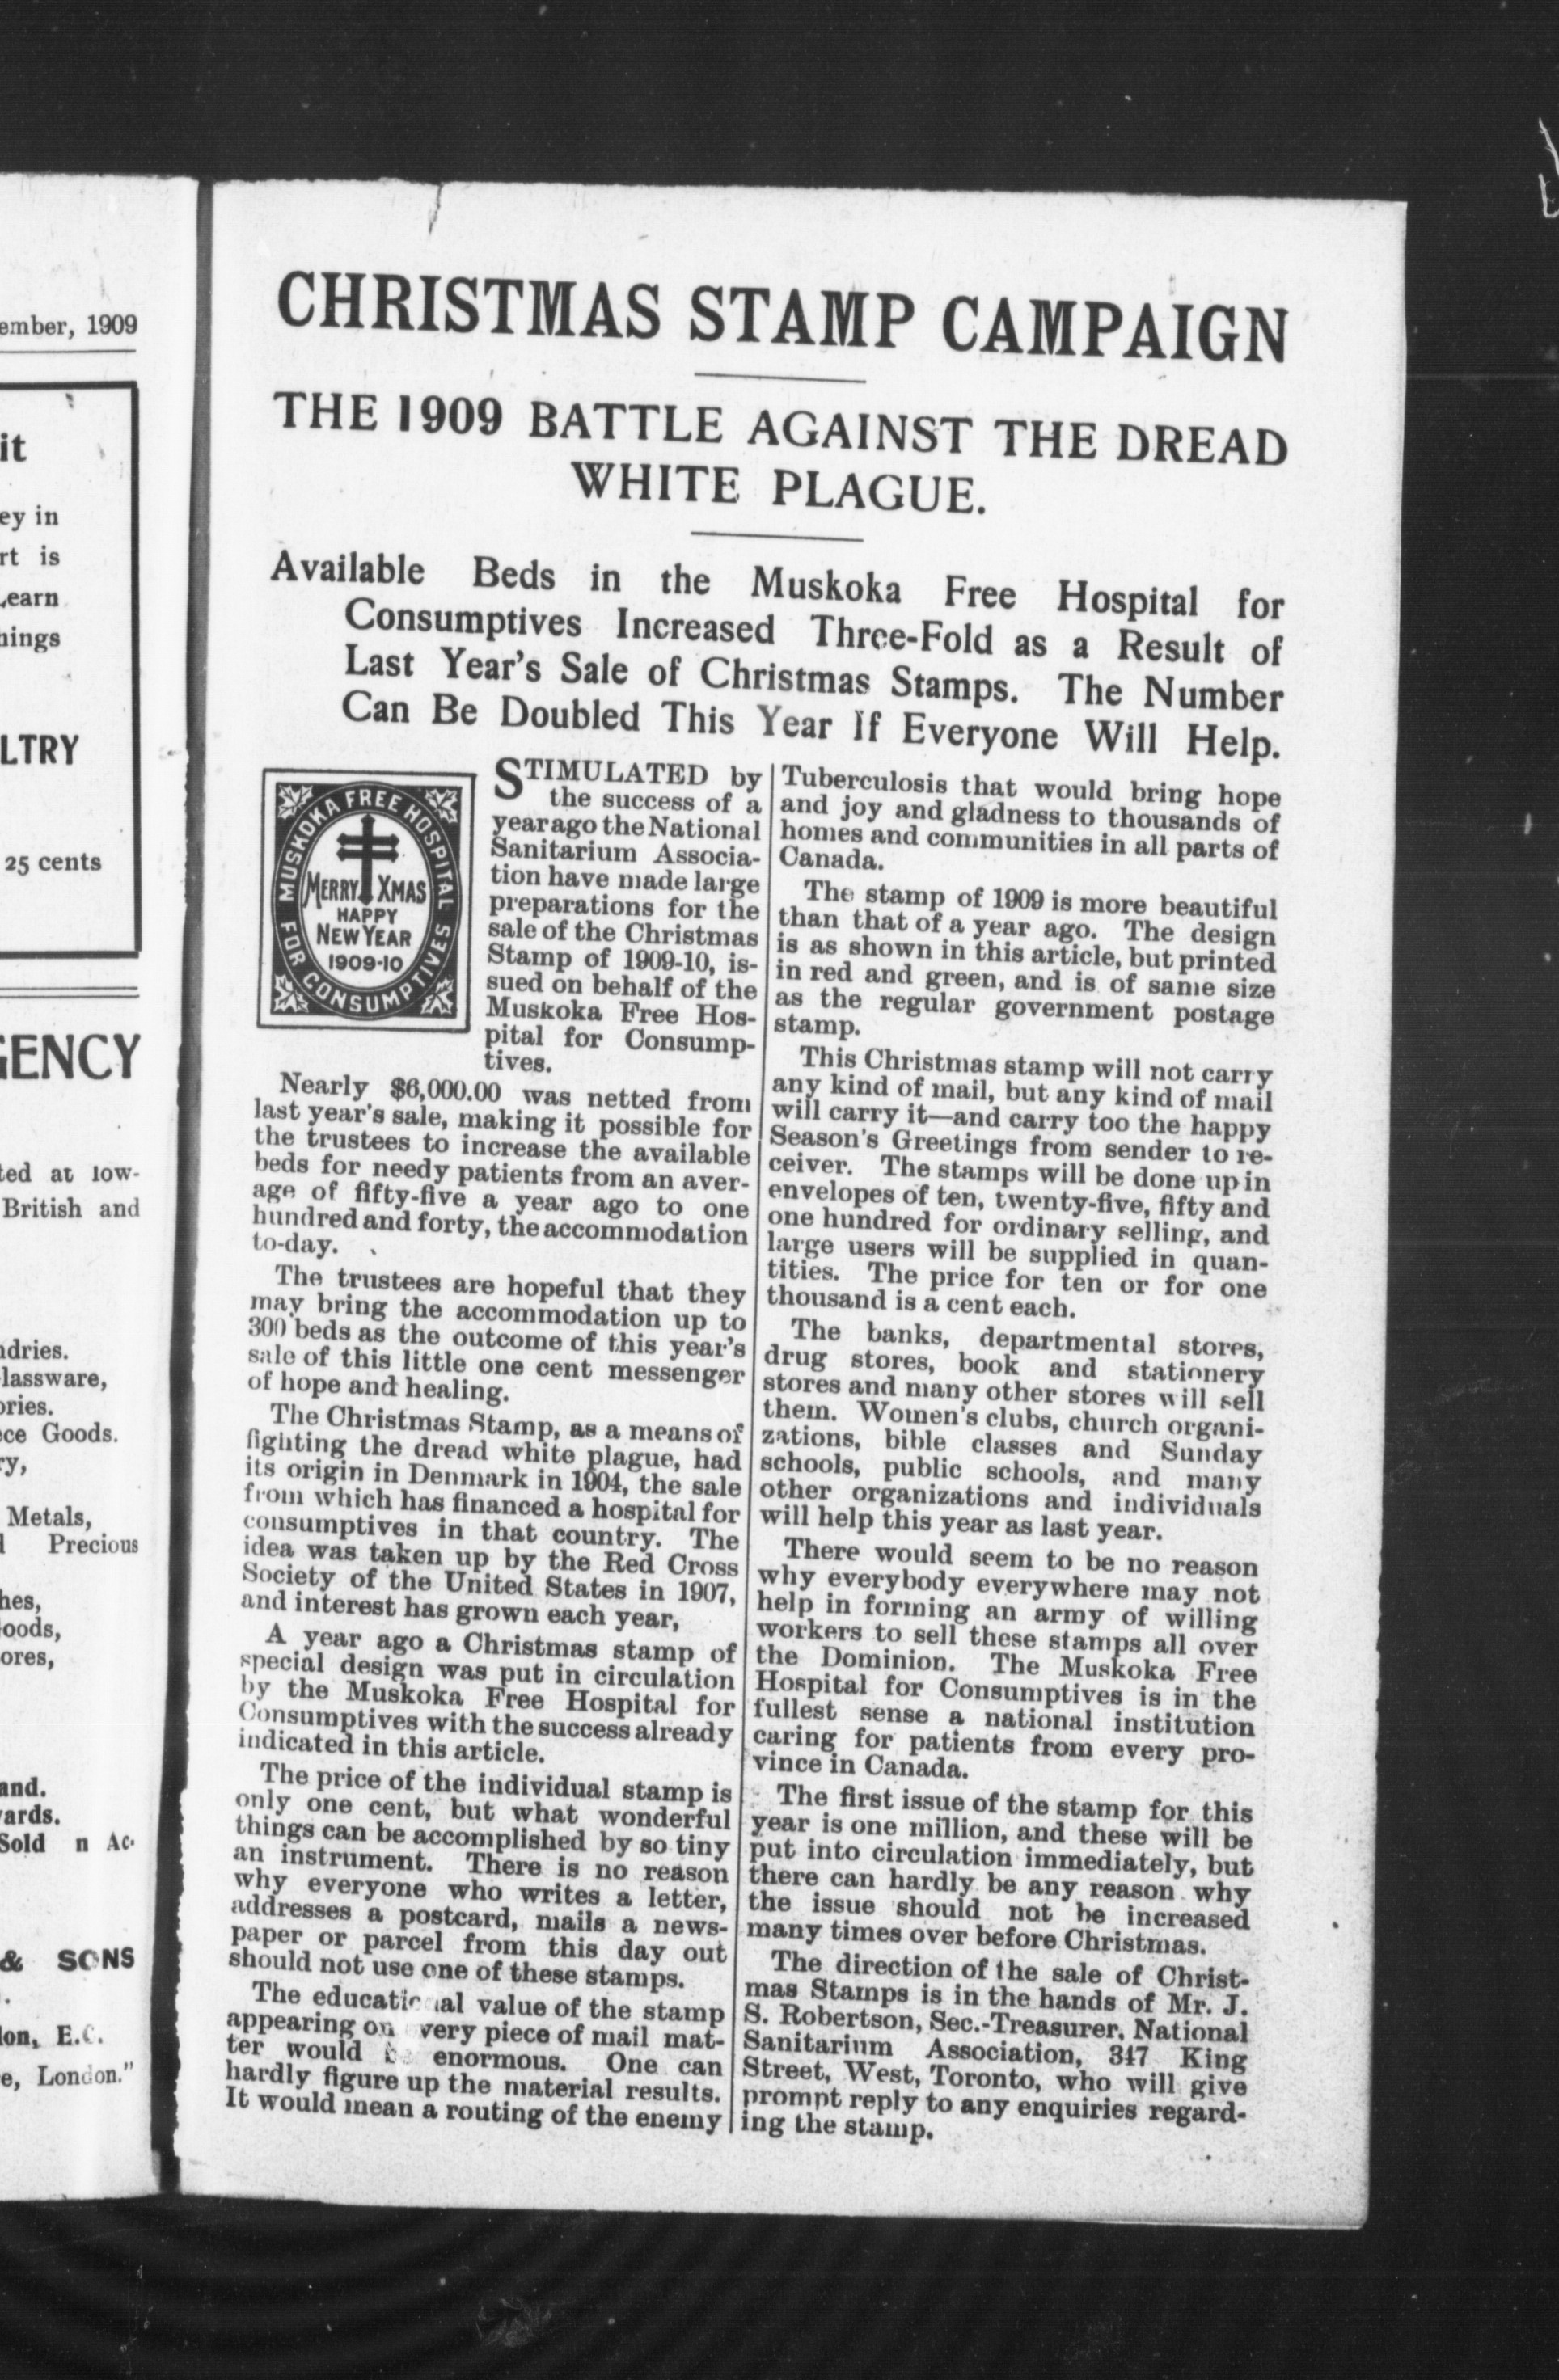 ember, 1909
it
ey in
rt is
earn
hings
LTRY
25 cents
GENCY
ted at low-
British and
ndries.
lassware,
ories.
ece Goods.
ry,
Metals,
Precious
hes,
oods,
ores,
and.
ards.
Sold n Ac-
& SONS
don, E.C.
e, London."
CHRISTMAS STAMP CAMPAIGN
THE 1909 BATTLE AGAINST THE DREAD
WHITE PLAGUE.
Available Beds in the Muskoka Free Hospital for
Consumptives Increased Three-Fold as a Result of
Last Year's Sale of Christmas Stamps. The Number
Can Be Doubled This Year If Everyone Will Help.
MUSKOKA FREE HOSPITAL
FOR CONSUMPTIVES
MERRY XMAS
HAPPY
NEW YEAR
1909-10
STIMULATED by
the success of a
year ago the National
Sanitarium Associa-
tion have made large
preparations for the
sale of the Christmas
Stamp of 1909-10, is-
sued on behalf of the
Muskoka Free Hos-
pital for Consump-
tives.
Nearly $6,000.00 was netted from
last year's sale, making it possible for
the trustees to increase the available
beds for needy patients from an aver-
age of fifty-five a year ago to one
hundred and forty, the accommodation
to-day.
The trustees are hopeful that they
may bring the accommodation up to
300 beds as the outcome of this year's
sale of this little one cent messenger
of hope and healing.
The Christmas Stamp, as a means of
fighting the dread white plague, had
its origin in Denmark in 1904, the sale
from which has financed a hospital for
consumptives in that country. The
idea was taken up by the Red Cross
Society of the United States in 1907,
and interest has grown each year,
A year ago a Christmas stamp of
special design was put in circulation
by the Muskoka Free Hospital for
Consumptives with the success already
indicated in this article.
The price of the individual stamp is
only one cent, but what wonderful
things can be accomplished by so tiny
an instrument. There is no reason
why everyone who writes a letter,
addresses a postcard, mails a news-
paper or parcel from this day out
should not use one of these stamps.
The educational value of the stamp
appearing on very piece of mail mat-
ter would be enormous. One can
hardly figure up the material results.
It would mean a routing of the enemy
Tuberculosis that would bring hope
and joy and gladness to thousands of
homes and communities in all parts of
Canada.
The stamp of 1909 is more beautiful
than that of a year ago. The design
is as shown in this article, but printed
in red and green, and is of same size
as the regular government postage
stamp.
This Christmas stamp will not carry
any kind of mail, but any kind of mail
will carry it—and carry too the happy
Season's Greetings from sender to re-
ceiver. The stamps will be done up in
envelopes of ten, twenty-five, fifty and
one hundred for ordinary selling, and
large users will be supplied in quan-
tities. The price for ten or for one
thousand is a cent each.
The banks, departmental stores,
drug stores, book and stationery
stores and many other stores will sell
them. Women's clubs, church organi-
zations, bible classes and Sunday
schools, public schools, and many
other organizations and individuals
will help this year as last year.
There would seem to be no reason
why everybody everywhere may not
help in forming an army of willing
workers to sell these stamps all over
the Dominion. The Muskoka Free
Hospital for Consumptives is in the
fullest sense a national institution
caring for patients from every pro-
vince in Canada.
The first issue of the stamp for this
year is one million, and these will be
put into circulation immediately, but
there can hardly be any reason why
the issue should not be increased
many times over before Christmas.
The direction of the sale of Christ-
mas Stamps is in the hands of Mr. J.
S. Robertson, Sec.-Treasurer, National
Sanitarium Association, 347 King
Street, West, Toronto, who will give
prompt reply to any enquiries regard-
ing the stamp.